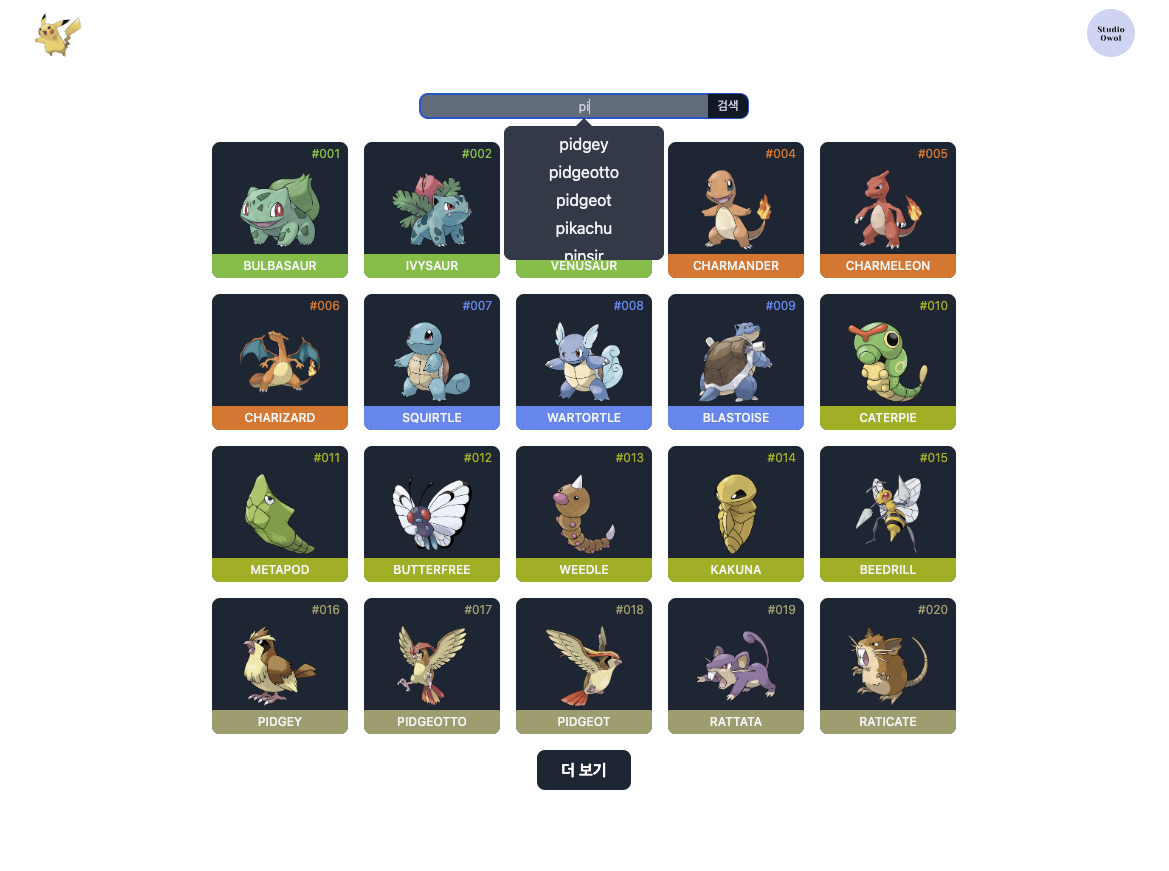 Studio
Owol
pi
검색
pidgey
pidgeotto
pidgeot
pikachu
pinsir
#001
BULBASAUR
#002
IVYSAUR
VENUSAUR
#004
CHARMANDER
#005
CHARMELEON
#006
CHARIZARD
#007
SQUIRTLE
#008
WARTORTLE
#009
BLASTOISE
#010
CATERPIE
#011
METAPOD
#012
BUTTERFREE
#013
WEEDLE
#014
KAKUNA
#015
BEEDRILL
#016
PIDGEY
#017
PIDGEOTTO
#018
PIDGEOT
#019
RATTATA
#020
RATICATE
더 보기